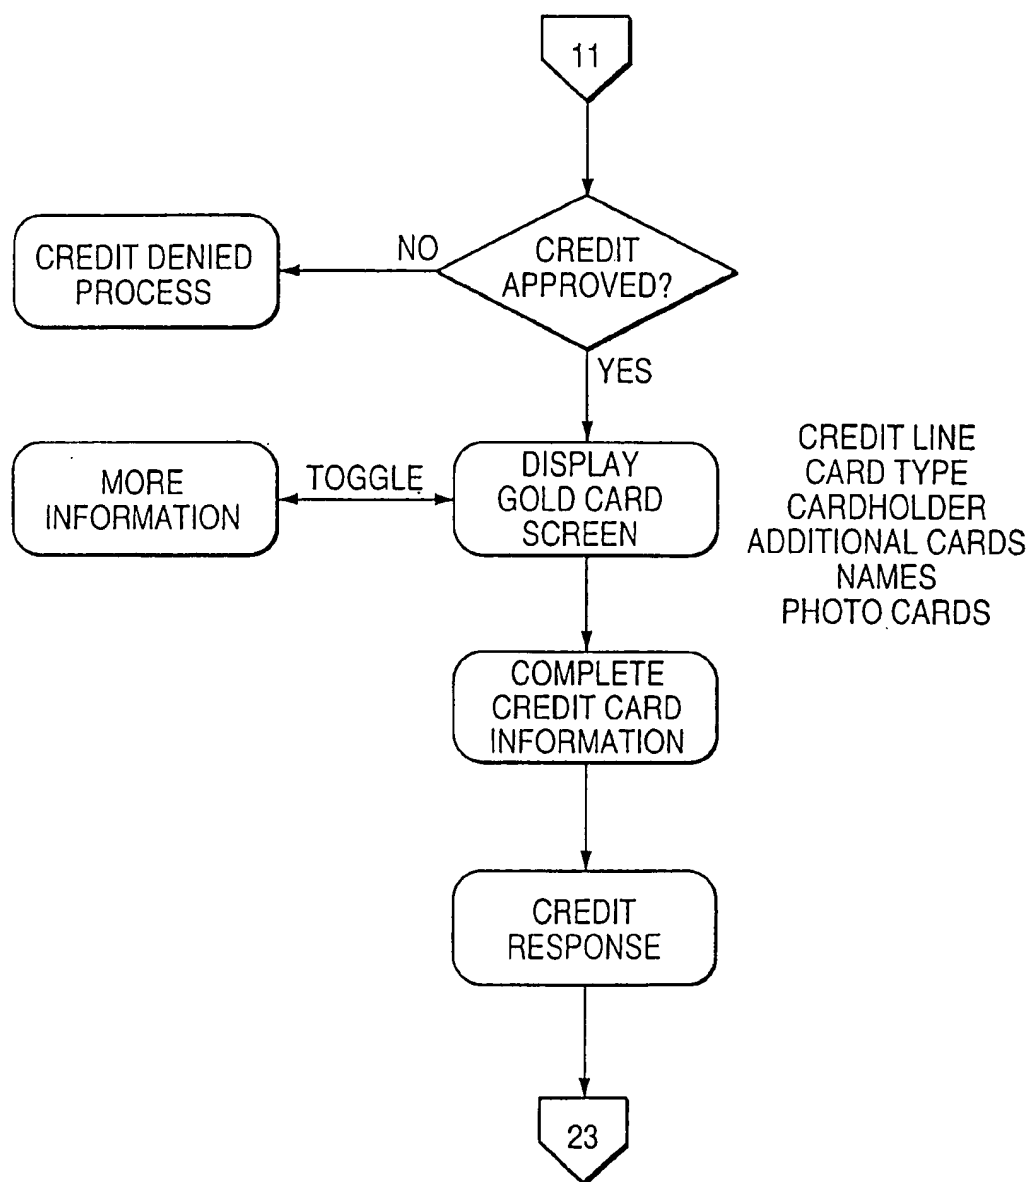 11
CREDIT
APPROVED?
NO
CREDIT DENIED
PROCESS
YES
DISPLAY
GOLD CARD
SCREEN
TOGGLE
MORE
INFORMATION
CREDIT LINE
CARD TYPE
CARDHOLDER
ADDITIONAL CARDS
NAMES
PHOTO CARDS
COMPLETE
CREDIT CARD
INFORMATION
CREDIT
RESPONSE
23